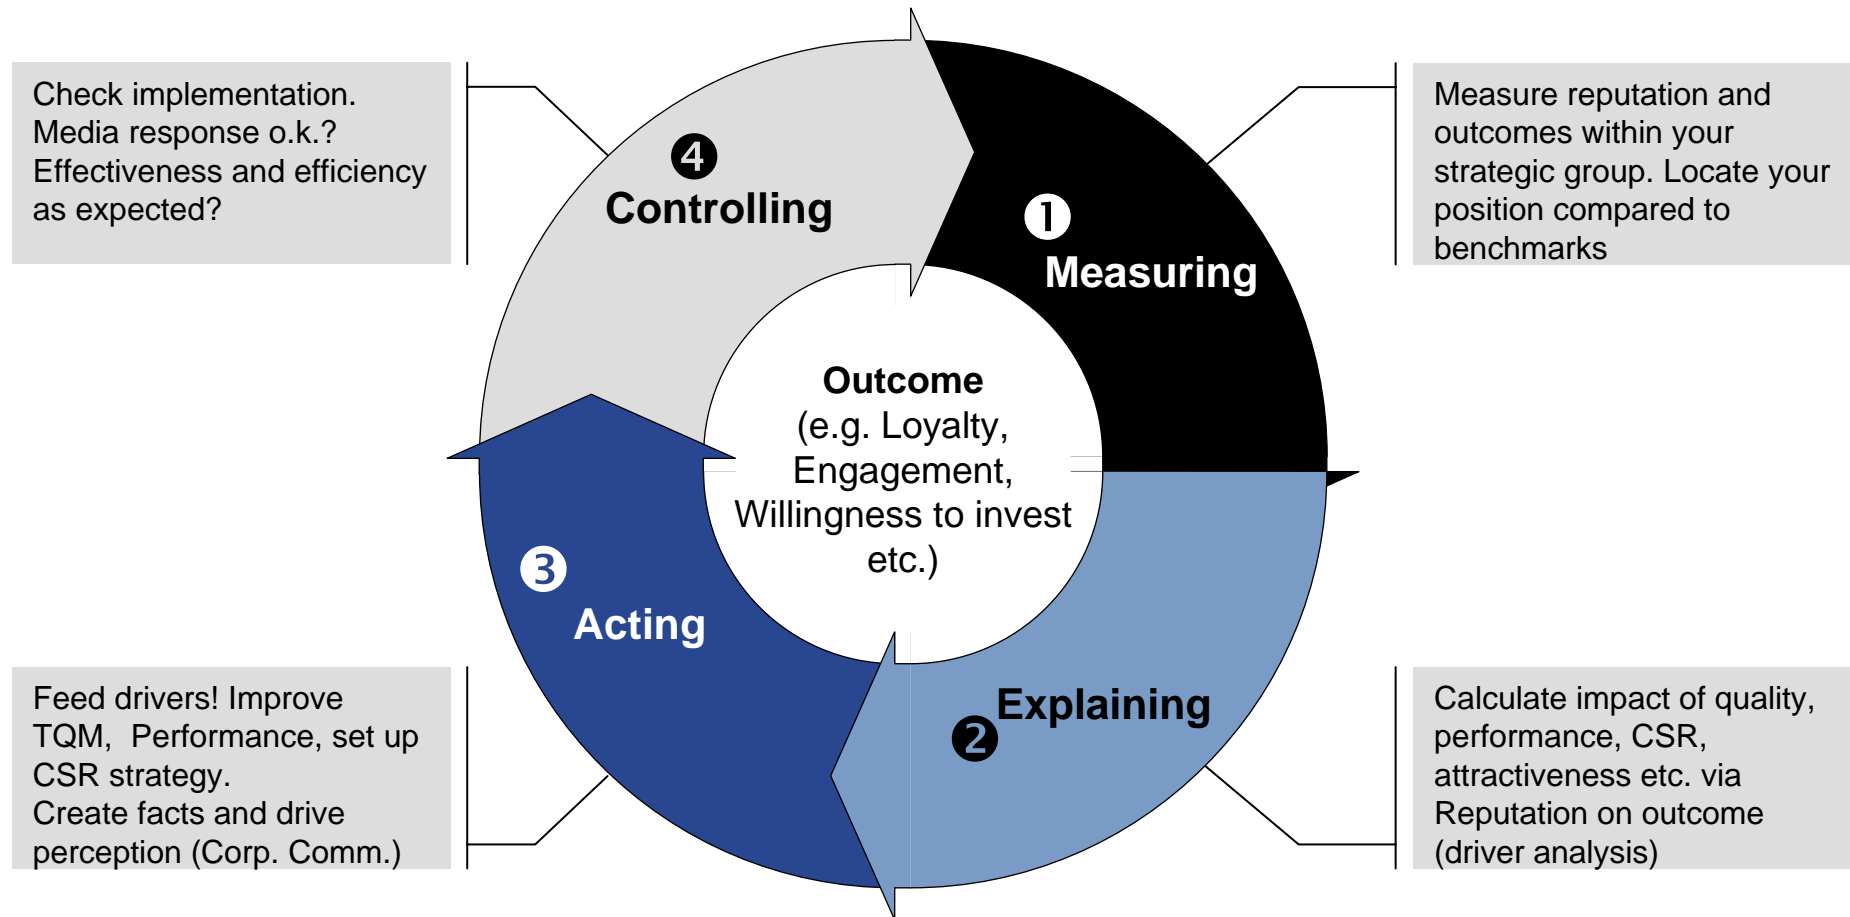 Check implementation.
Media response o.k.?
Effectiveness and efficiency
as expected?
4
Controlling
1
Measuring
Measure reputation and
outcomes within your
strategic group. Locate your
position compared to
benchmarks
Outcome
(e.g. Loyalty,
Engagement,
Willingness to invest
etc.)
3
Acting
2
Explaining
Feed drivers! Improve
TQM,  Performance, set up
CSR strategy.
Create facts and drive
perception (Corp. Comm.)
Calculate impact of quality,
performance, CSR,
attractiveness etc. via
Reputation on outcome
(driver analysis)